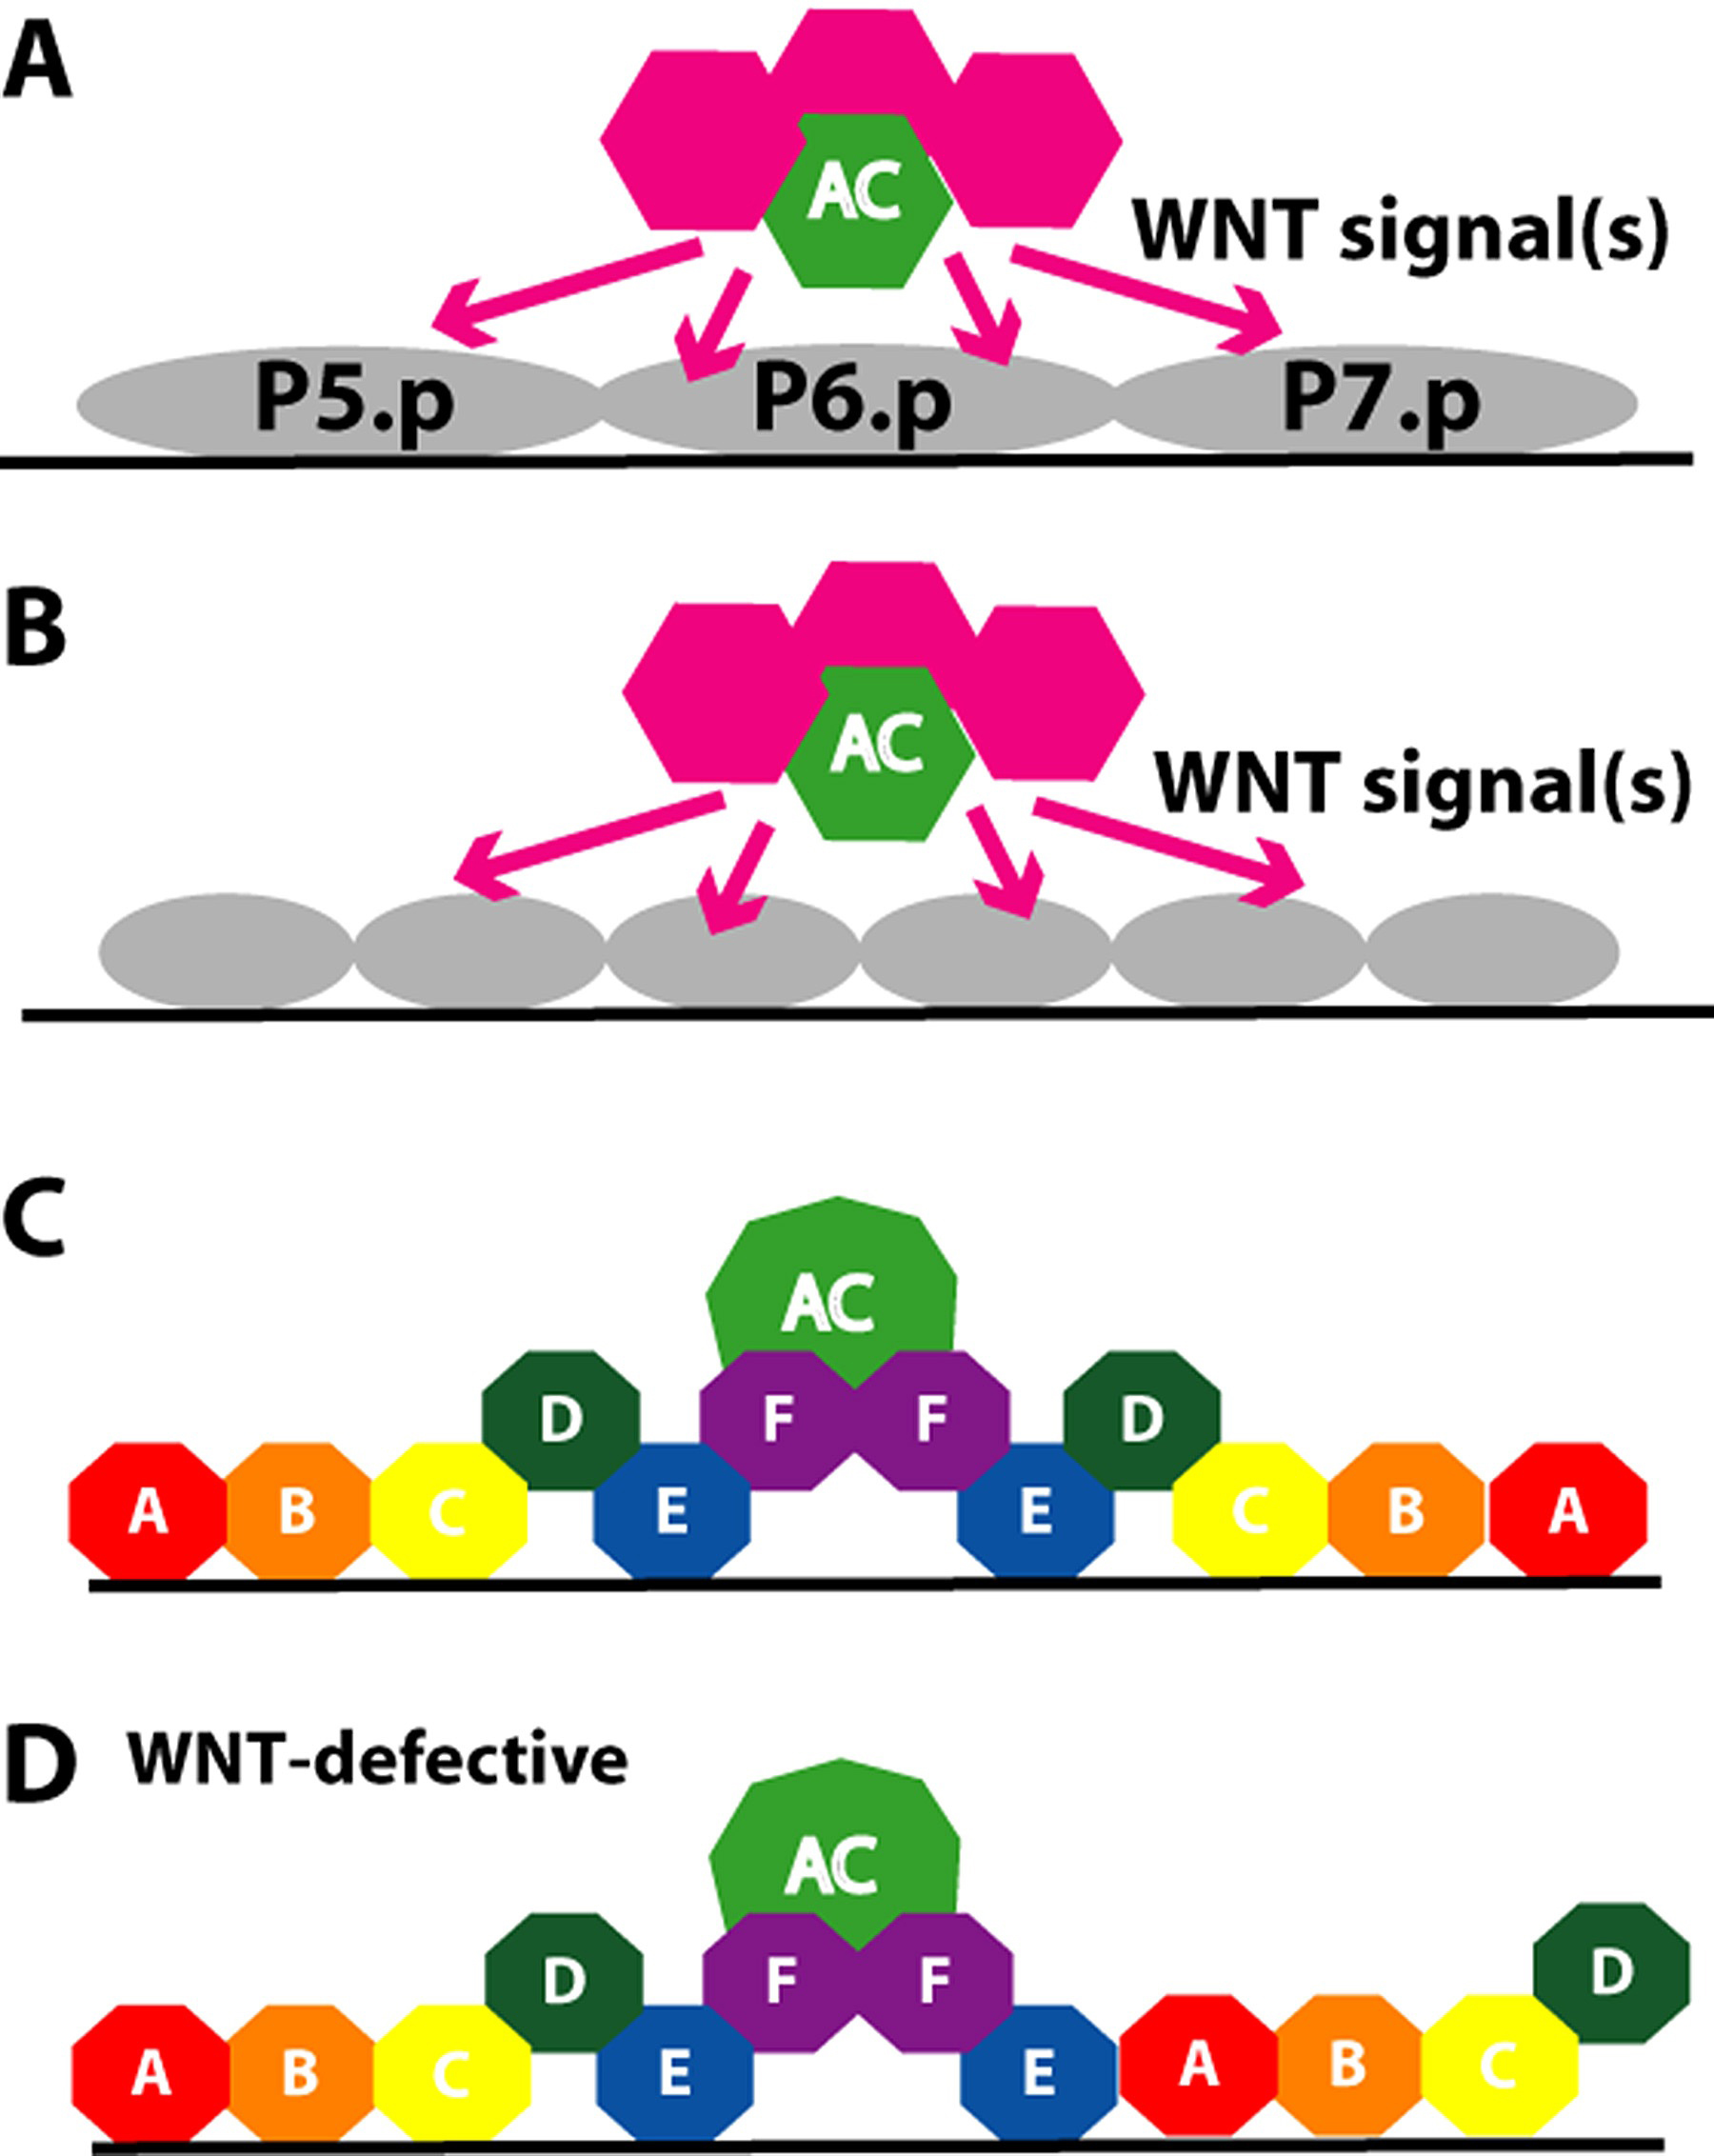 A
AC
WNT signal(s)
P5.p P6.p P7.p
B
AC
WNT signal(s)
C
AC
D F F D
A B C E E C B A
D WNT-defective
AC
D F F D
A B C E E A B C